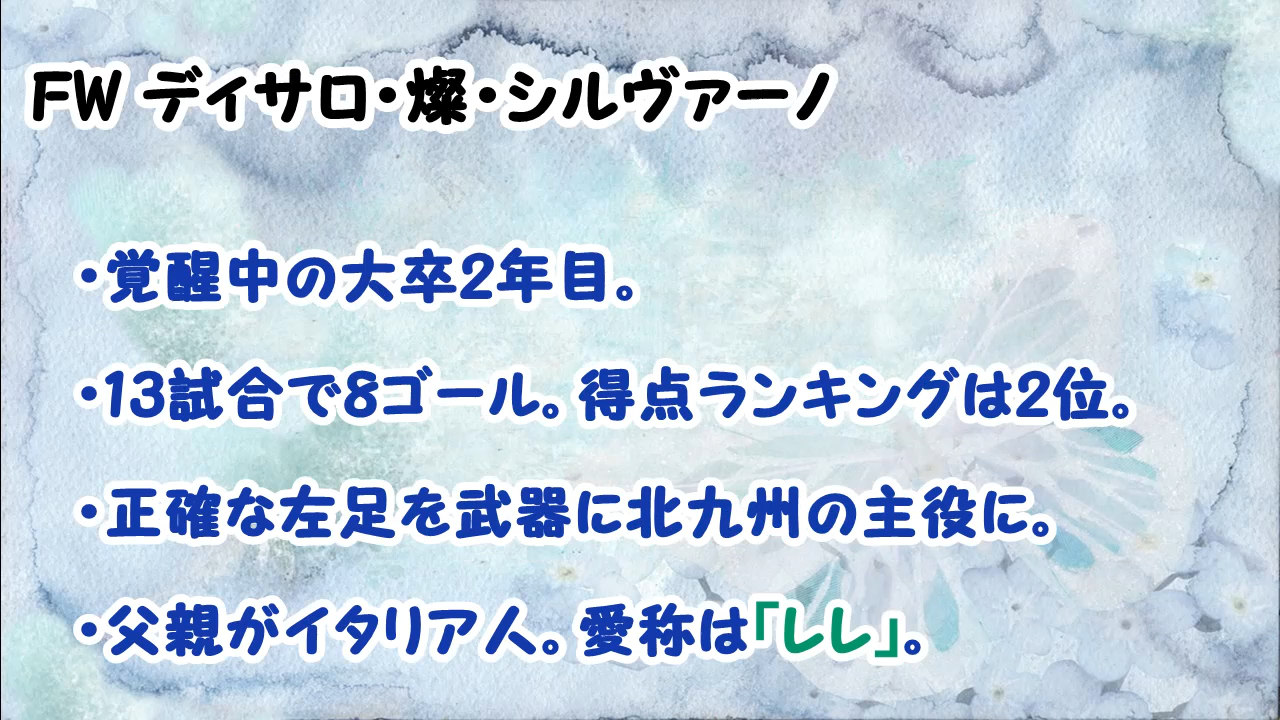 FW ディサロ・燦・シルヴァーノ
・覚醒中の大卒2年目。
・13試合で8ゴール。得点ランキングは2位。
・正確な左足を武器に北九州の主役に。
・父親がイタリア人。愛称は「しし」。